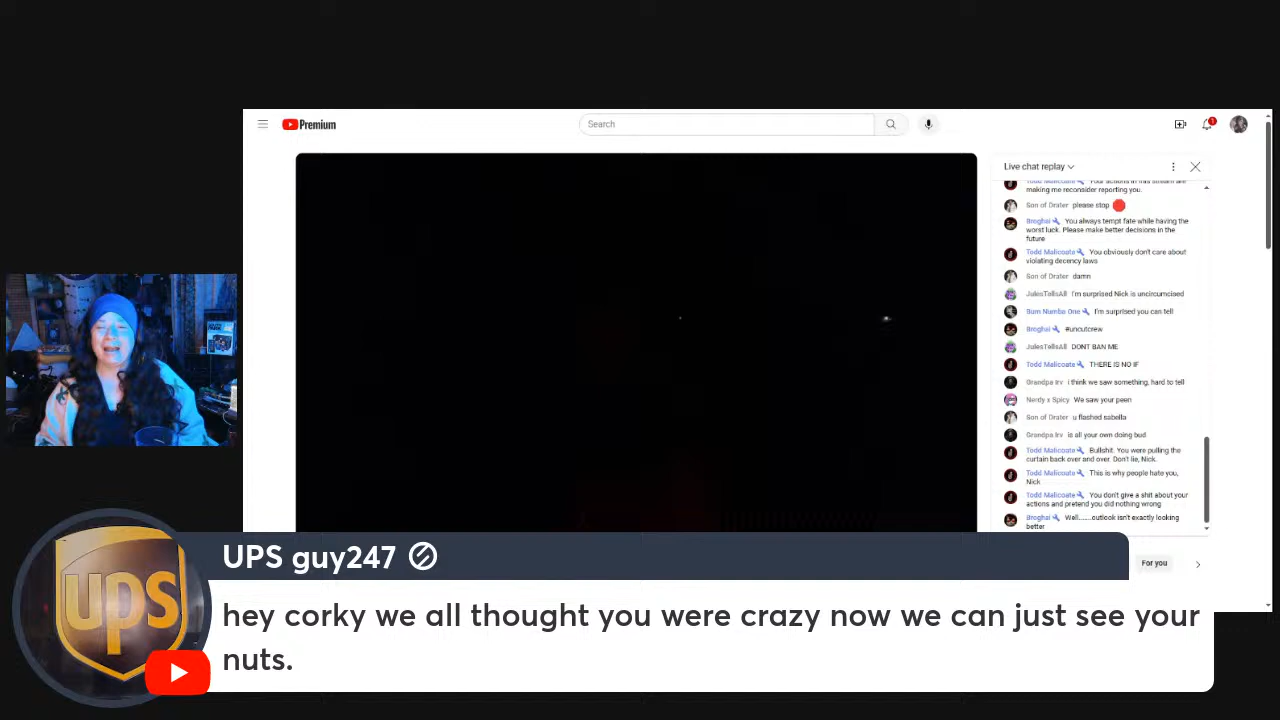 Premium
Search
1
Live chat replay
making me reconsider reporting you.
Son of Drater please stop
Broghai You always tempt fate while having the
worst luck. Please make better decisions in the
future
Todd Malicoate You obviously don't care about
violating decency laws
Son of Drater damn
JulesTellsAll I'm surprised Nick is uncircumcised
Bum Numba One I'm surprised you can tell
Broghai #uncutcrew
JulesTellsAll DONT BAN ME
Todd Malicoate THERE IS NO IF
Grandpa Irv i think we saw something, hard to tell
Nerdy x Spicy We saw your peen
Son of Drater u flashed sabella
Grandpa Irv is all your own doing bud
Todd Malicoate Bullshit. You were pulling the
curtain back over and over. Don't lie, Nick.
Todd Malicoate This is why people hate you,
Nick
Todd Malicoate You don't give a shit about your
actions and pretend you did nothing wrong
Broghai Well........outlook isn't exactly looking
better
For you
ups
UPS guy247
hey corky we all thought you were crazy now we can just see your
nuts.